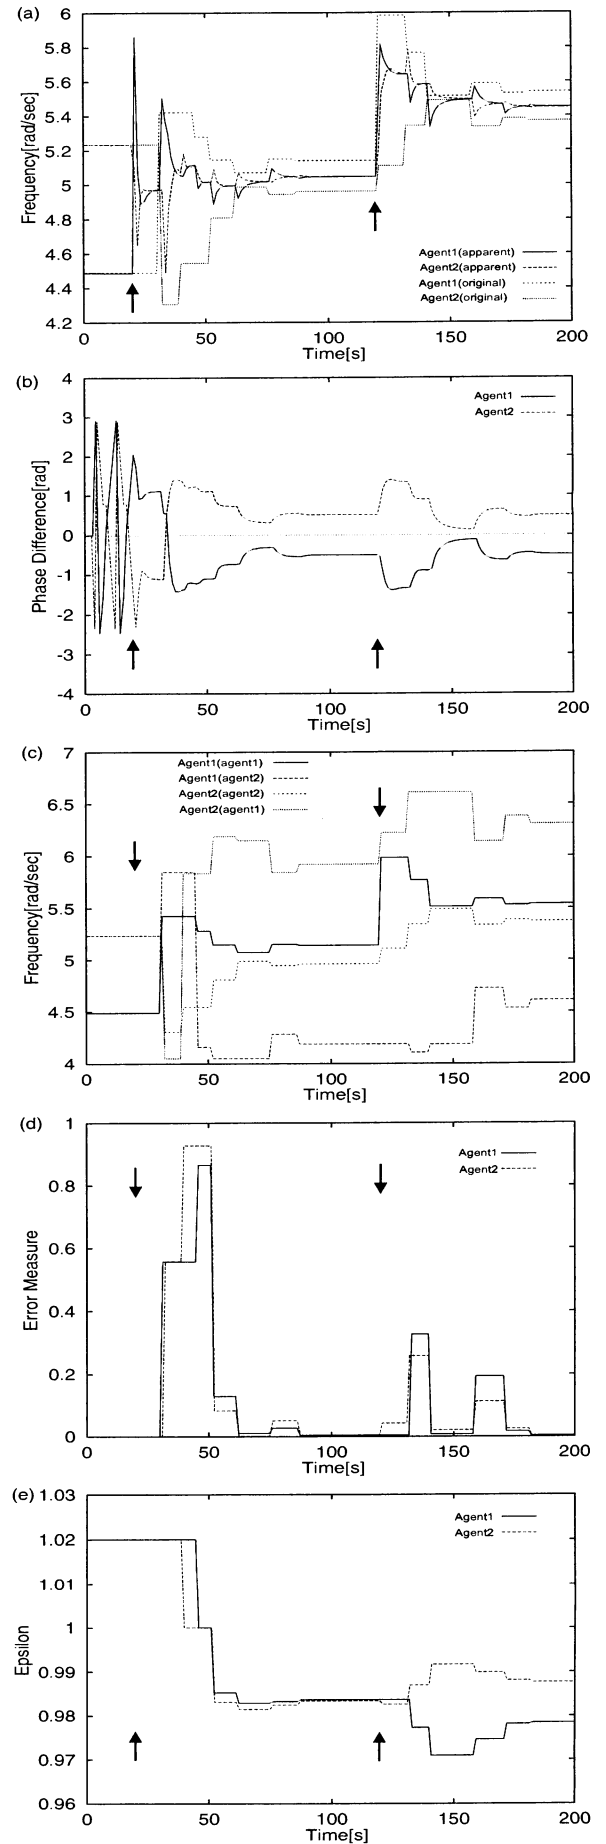 (a)
6
5.8
5.6
5.4
5.2
5
4.8
4.6
4.4
4.2
Frequency[rad/sec]
Agent1(apparent)
Agent2(apparent)
Agent1(original)
Agent2(original)
0 50 100 150 200
Time[s]
(b)
4
3
2
1
0
-1
-2
-3
-4
Phase Difference[rad]
Agent1
Agent2
0 50 100 150 200
Time[s]
(c)
7
6.5
6
5.5
5
4.5
4
Frequency[rad/sec]
Agent1(agent1)
Agent1(agent2)
Agent2(agent2)
Agent2(agent1)
0 50 100 150 200
Time[s]
(d)
1
0.8
0.6
0.4
0.2
0
Error Measure
Agent1
Agent2
0 50 100 150 200
Time[s]
(e)
1.03
1.02
1.01
1
0.99
0.98
0.97
0.96
Epsilon
Agent1
Agent2
0 50 100 150 200
Time[s]